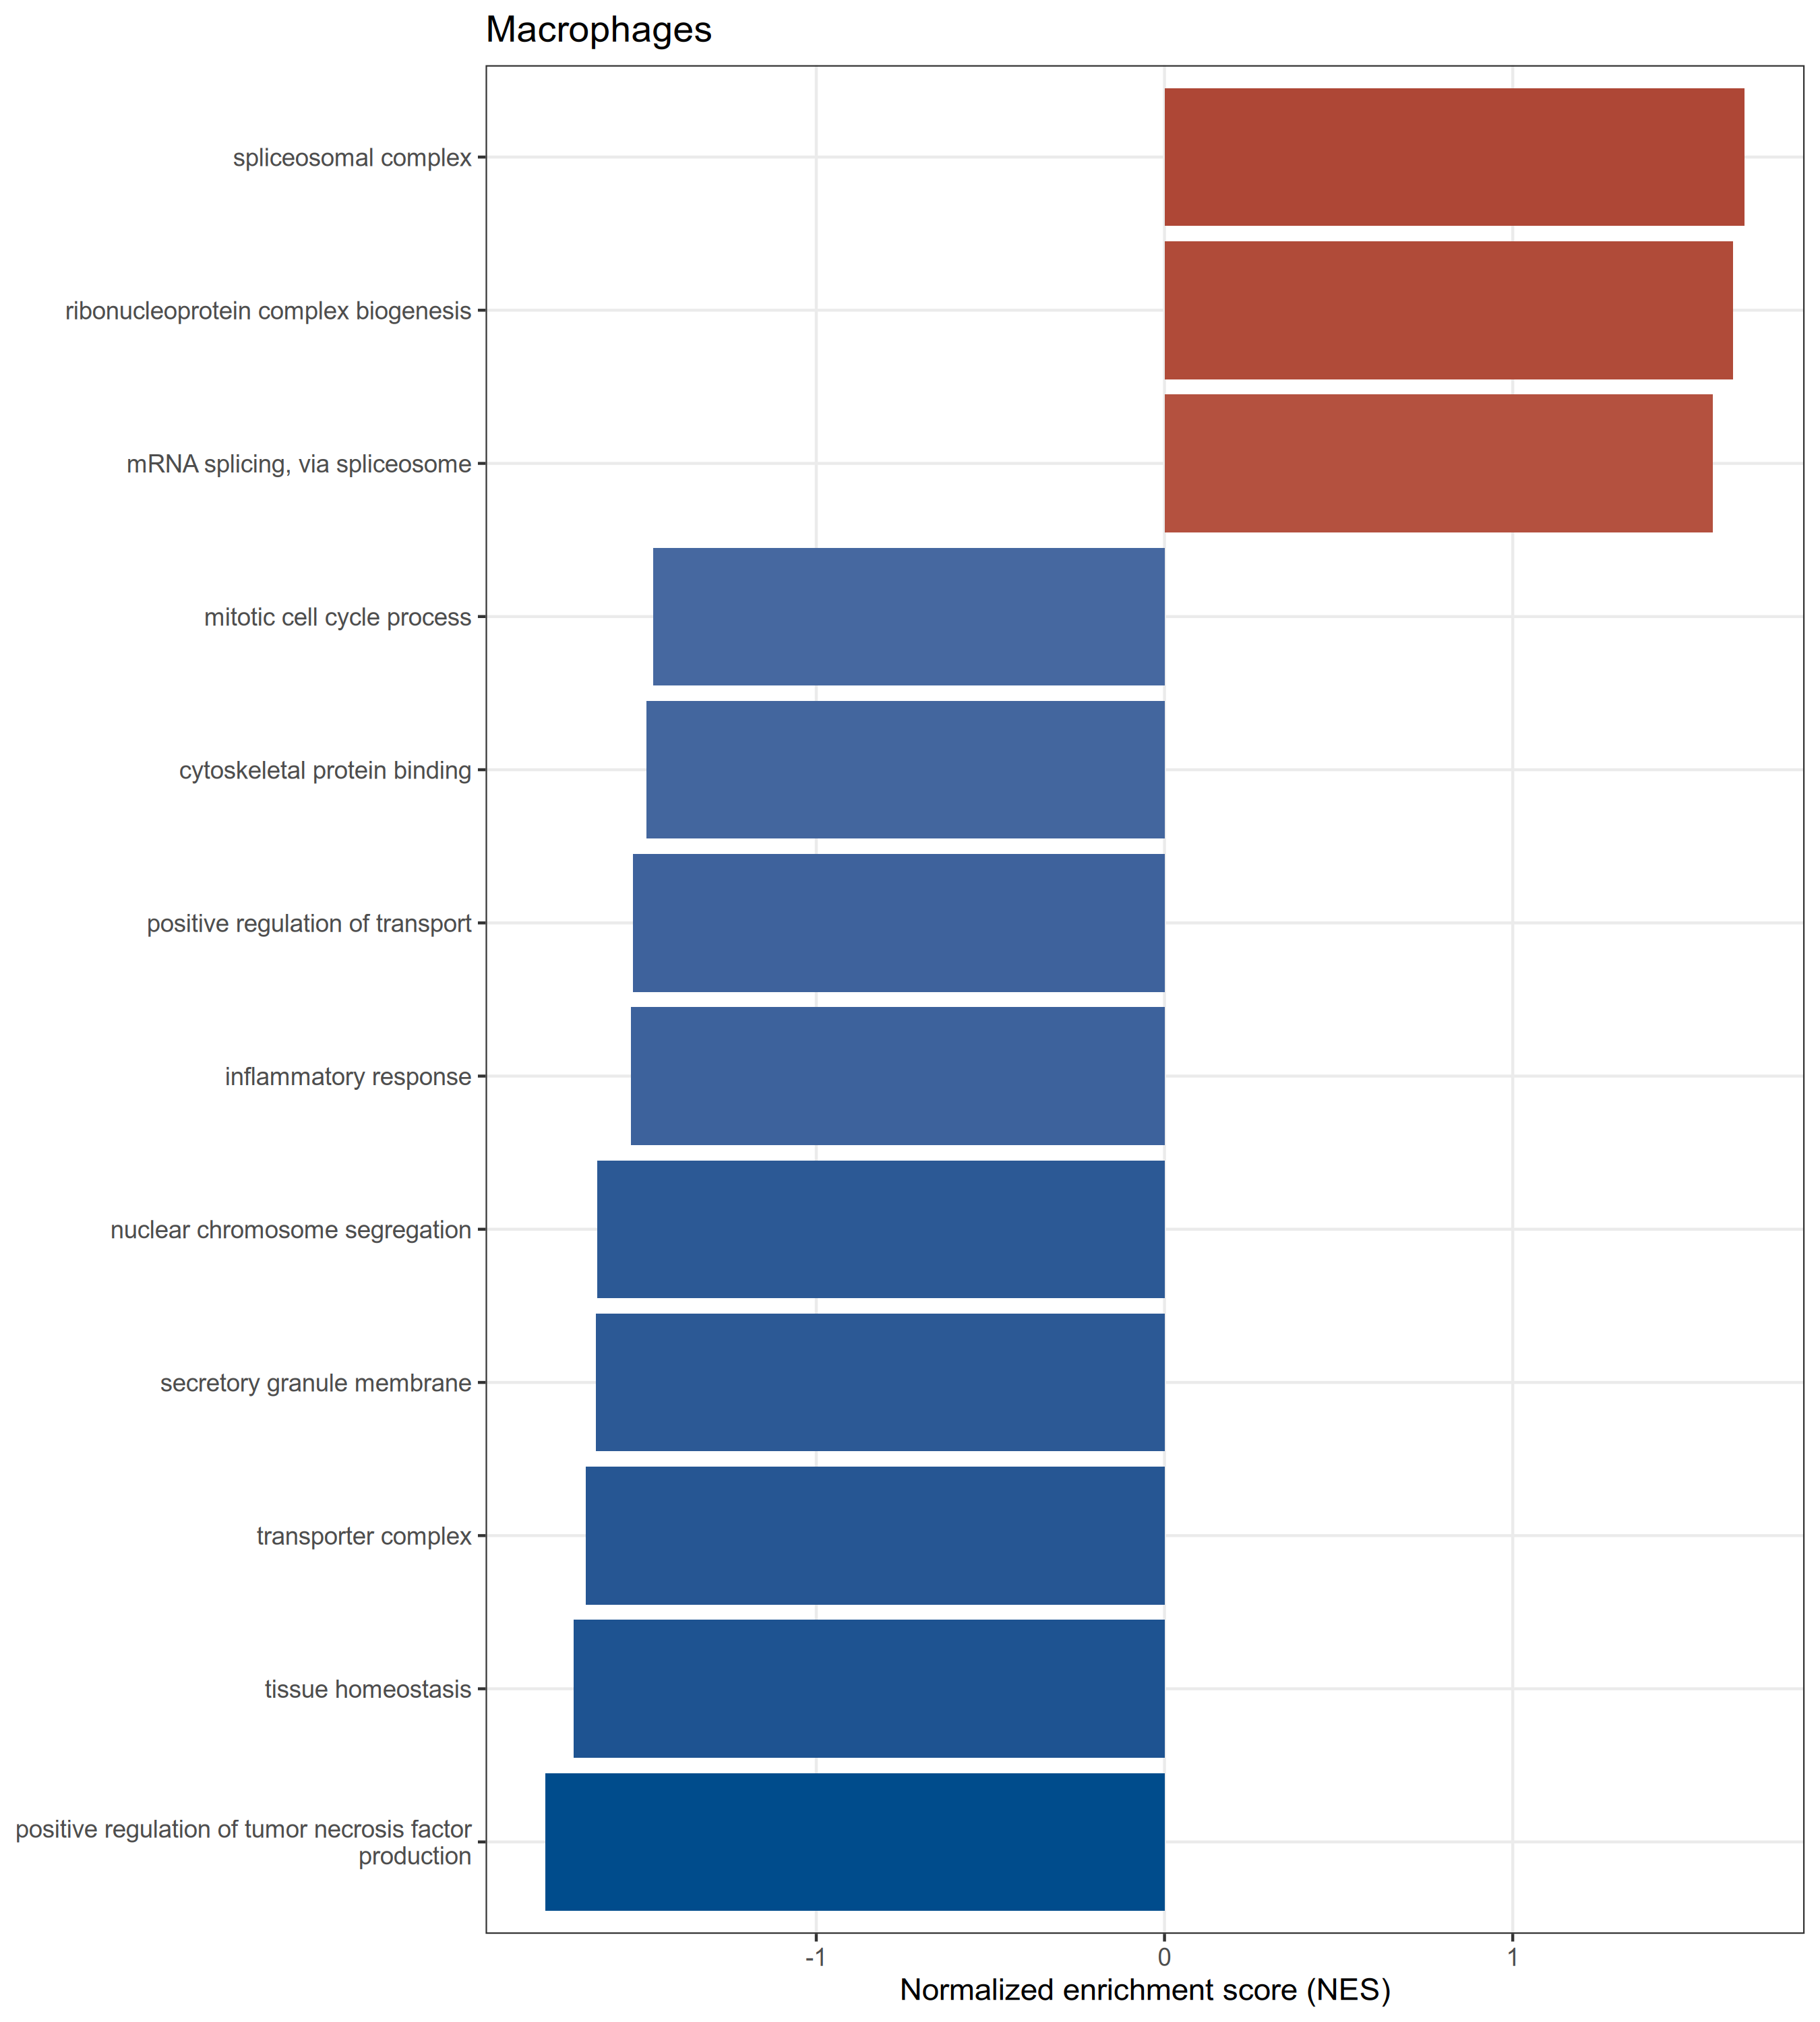 Macrophages
spliceosomal complex
ribonucleoprotein complex biogenesis
mRNA splicing, via spliceosome
mitotic cell cycle process
cytoskeletal protein binding
positive regulation of transport
inflammatory response
nuclear chromosome segregation
secretory granule membrane
transporter complex
tissue homeostasis
positive regulation of tumor necrosis factor
production
-1 0 1
Normalized enrichment score (NES)